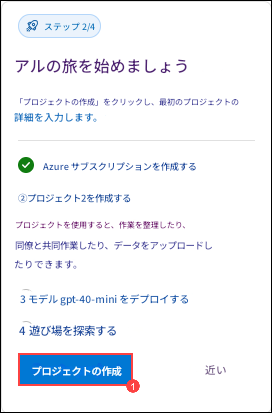 ステップ 2/4
アルの旅を始めましょう
「プロジェクトの作成」をクリックし、最初のプロジェクトの
詳細を入力します。
Azure サブスクリプションを作成する
②プロジェクト2を作成する
プロジェクトを使用すると、作業を整理したり、
同僚と共同作業したり、データをアップロードし
たりできます。
3 モデル gpt-40-mini をデプロイする
4 遊び場を探索する
プロジェクトの作成
近い
1